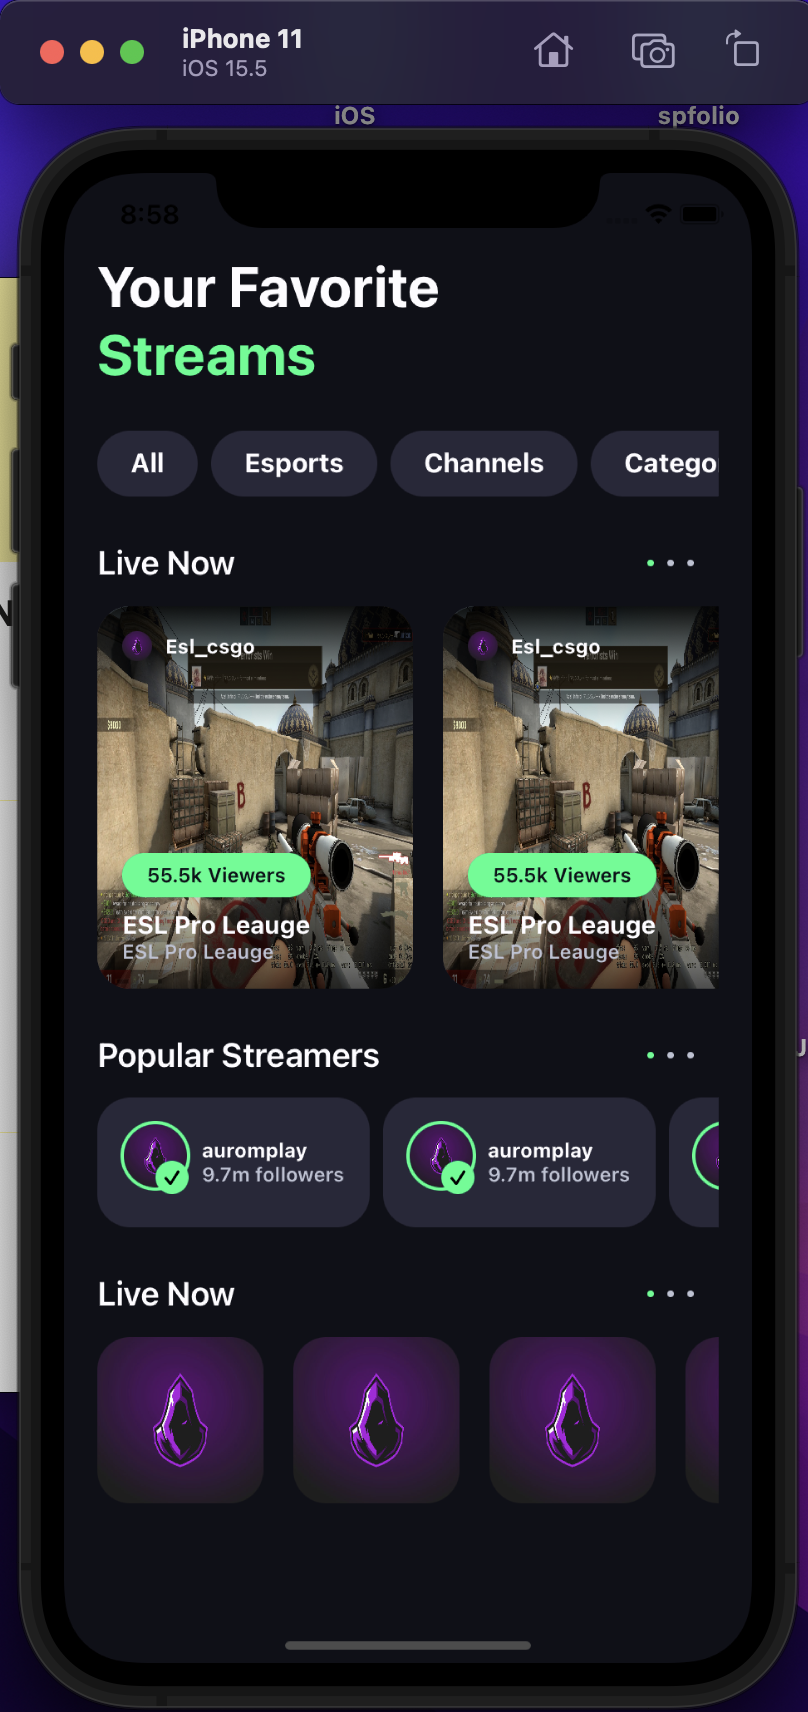 iPhone 11
iOS 15.5
iOS
spfolio
8:58
Your Favorite
Streams
All
Esports
Channels
Catego
Live Now
Esl_csgo
Esl_csgo
B
B
55.5k Viewers
55.5k Viewers
ESL Pro Leauge
ESL Pro Leauge
ESL Pro Leauge
ESL Pro Leauge
Popular Streamers
auromplay
9.7m followers
auromplay
9.7m followers
Live Now